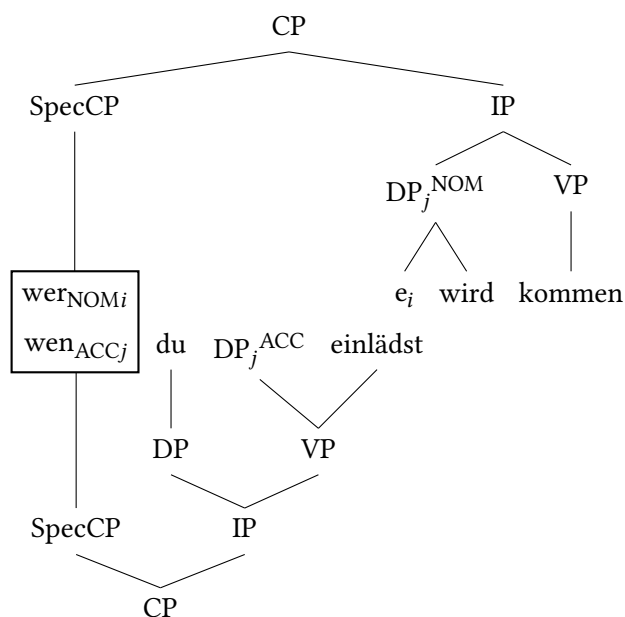 CP
SpecCP IP
DP_j^NOM VP
wer_NOMi e_i wird kommen
wen_ACCj du DP_j^ACC einlädst
DP VP
SpecCP IP
CP